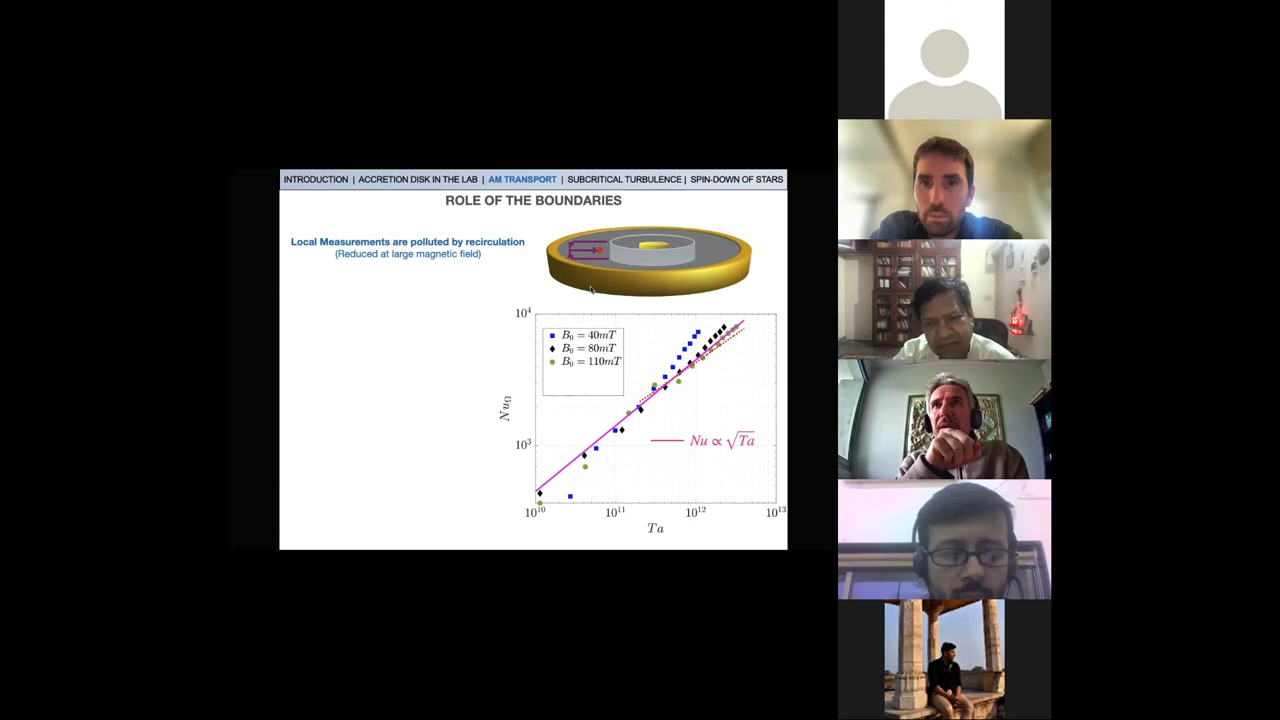 INTRODUCTION | ACCRETION DISK IN THE LAB | AM TRANSPORT | SUBCRITICAL TURBULENCE | SPIN-DOWN OF STARS
ROLE OF THE BOUNDARIES
Local Measurements are polluted by recirculation
(Reduced at large magnetic field)
10⁴
B₀ = 40mT
B₀ = 80mT
B₀ = 110mT
Nu_Ω
10³
Nu ∝ √Ta
10¹⁰ 10¹¹ 10¹² 10¹³
Ta